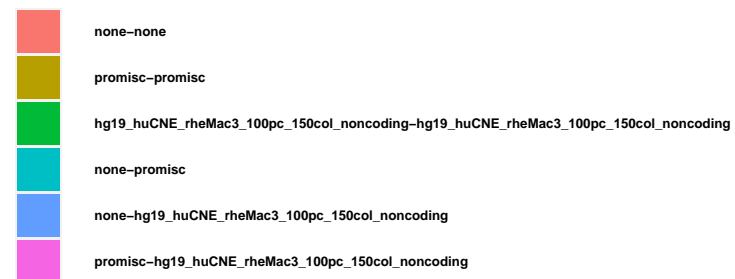 none−none
promisc−promisc
hg19_huCNE_rheMac3_100pc_150col_noncoding−hg19_huCNE_rheMac3_100pc_150col_noncoding
none−promisc
none−hg19_huCNE_rheMac3_100pc_150col_noncoding
promisc−hg19_huCNE_rheMac3_100pc_150col_noncoding